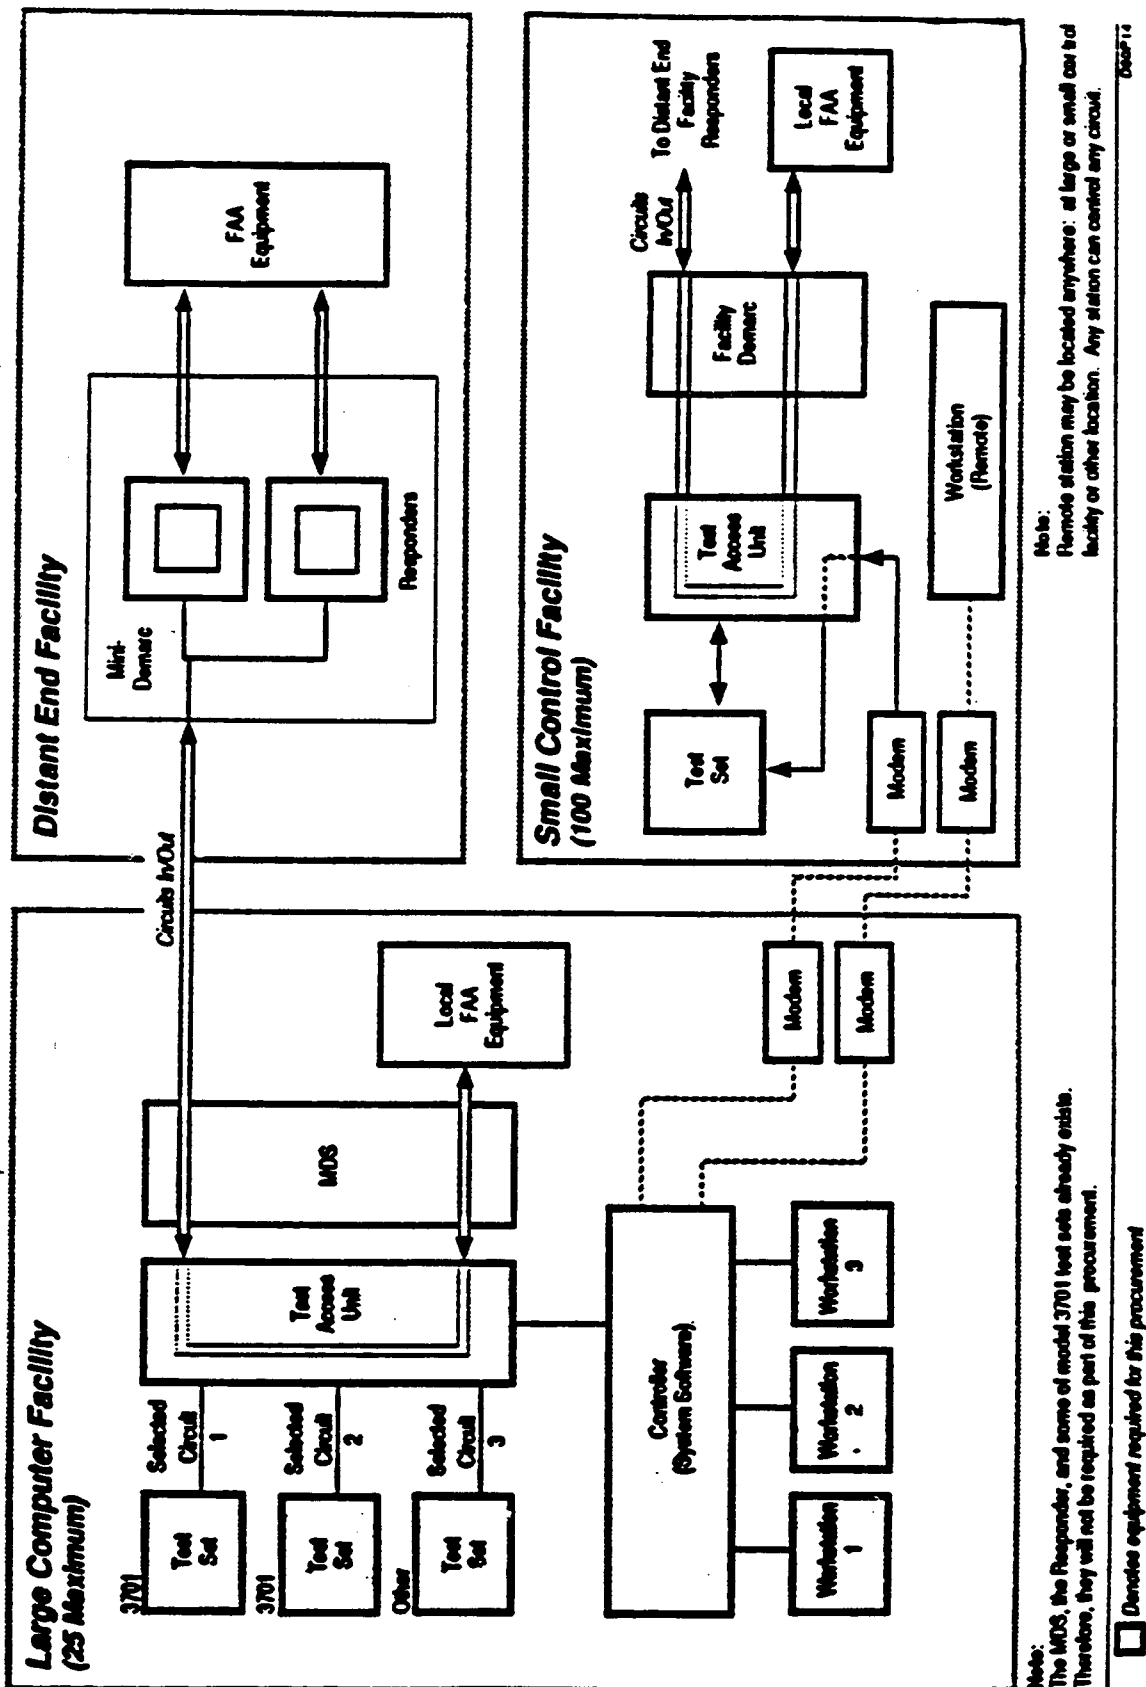 Large Computer Facility
(25 Maximum)
3701
Test
Set
Selected
Circuit
1
3701
Test
Set
Selected
Circuit
2
Other
Test
Set
Selected
Circuit
3
Test
Access
Unit
MDS
Local
FAA
Equipment
Circuits In/Out
Controller
(System Software)
Workstation
1
Workstation
2
Workstation
3
Modem
Modem
Distant End Facility
Mini-
Demarc
Responders
FAA
Equipment
Small Control Facility
(100 Maximum)
Test
Set
Test
Access
Unit
Facility
Demarc
Circuits
In/Out
To Distant End
Facility
Responders
Local
FAA
Equipment
Modem
Modem
Workstation
(Remote)
Note:
Remote station may be located anywhere: at large or small control
facility or other location. Any station can control any circuit.
Note:
The MDS, the Responder, and some of model 3701 test sets already exists.
Therefore, they will not be required as part of this procurement.
Denotes equipment required for this procurement